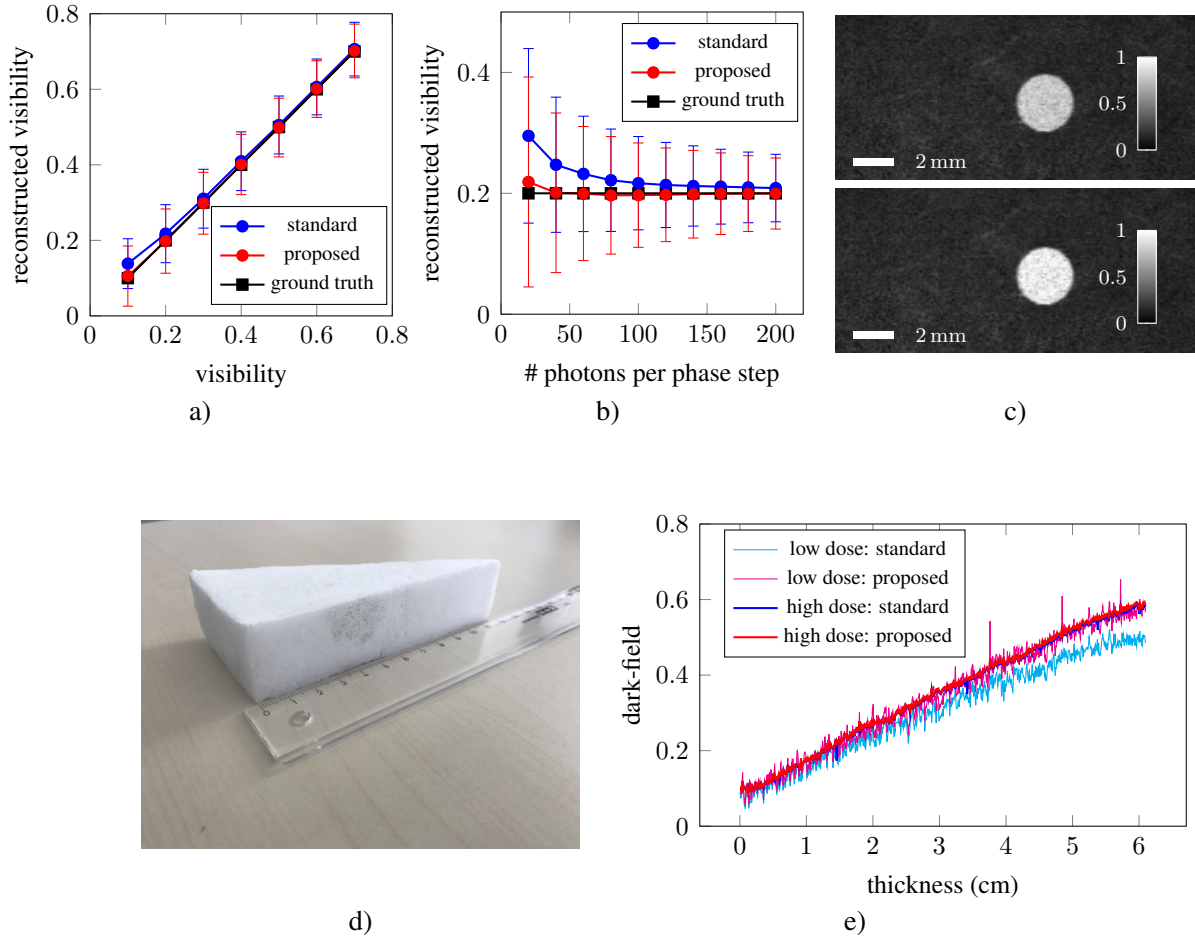 0.8
0.6
0.4
0.2
0
0
0.2
0.4
0.6
0.8
reconstructed visibility
visibility
standard
proposed
ground truth
a)
0.4
0.2
0
0
50
100
150
200
reconstructed visibility
# photons per phase step
standard
proposed
ground truth
b)
1
0.5
0
2 mm
1
0.5
0
2 mm
c)
d)
0.8
0.6
0.4
0.2
0
0
1
2
3
4
5
6
dark-field
thickness (cm)
low dose: standard
low dose: proposed
high dose: standard
high dose: proposed
e)